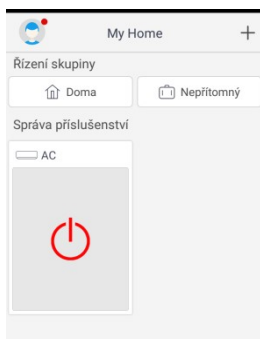 My Home
Řízení skupiny
Doma
Nepřítomný
Správa příslušenství
AC